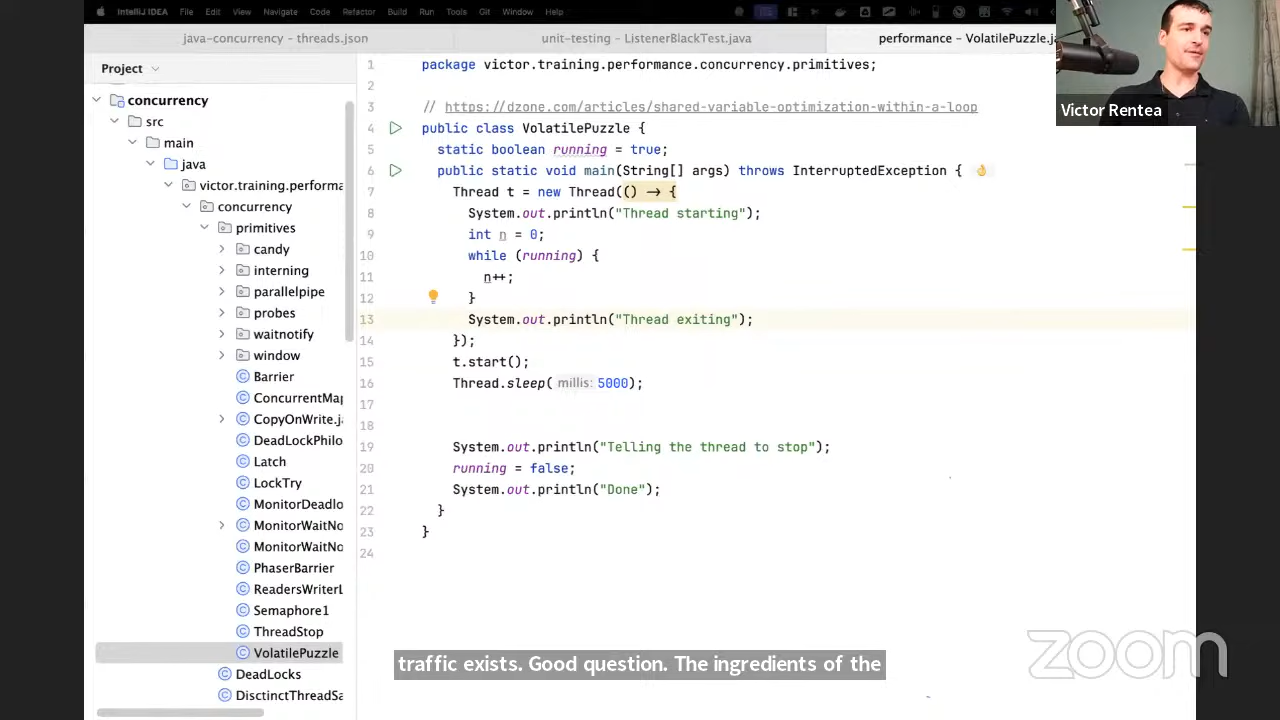 IntelliJ IDEA File Edit View Navigate Code Refactor Build Run Tools Git Window Help
java-concurrency - threads.json
unit-testing - ListenerBlackTest.java
performance - VolatilePuzzle.ja
Victor Rentea
Project
concurrency
src
main
java
victor.training.performa
concurrency
primitives
candy
interning
parallelpipe
probes
waitnotify
window
Barrier
ConcurrentMap
CopyOnWrite.ja
DeadLockPhilo
Latch
LockTry
MonitorDeadlo
MonitorWaitNo
MonitorWaitNo
PhaserBarrier
ReadersWriterL
Semaphore1
ThreadStop
VolatilePuzzle
DeadLocks
DisctinctThreadSa
1 package victor.training.performance.concurrency.primitives;
2
3 // https://dzone.com/articles/shared-variable-optimization-within-a-loop
4 public class VolatilePuzzle {
5 static boolean running = true;
6 public static void main(String[] args) throws InterruptedException {
7 Thread t = new Thread(() -> {
8 System.out.println("Thread starting");
9 int n = 0;
10 while (running) {
11 n++;
12 }
13 System.out.println("Thread exiting");
14 });
15 t.start();
16 Thread.sleep( millis: 5000);
17
18
19 System.out.println("Telling the thread to stop");
20 running = false;
21 System.out.println("Done");
22 }
23 }
24
traffic exists. Good question. The ingredients of the
zoom